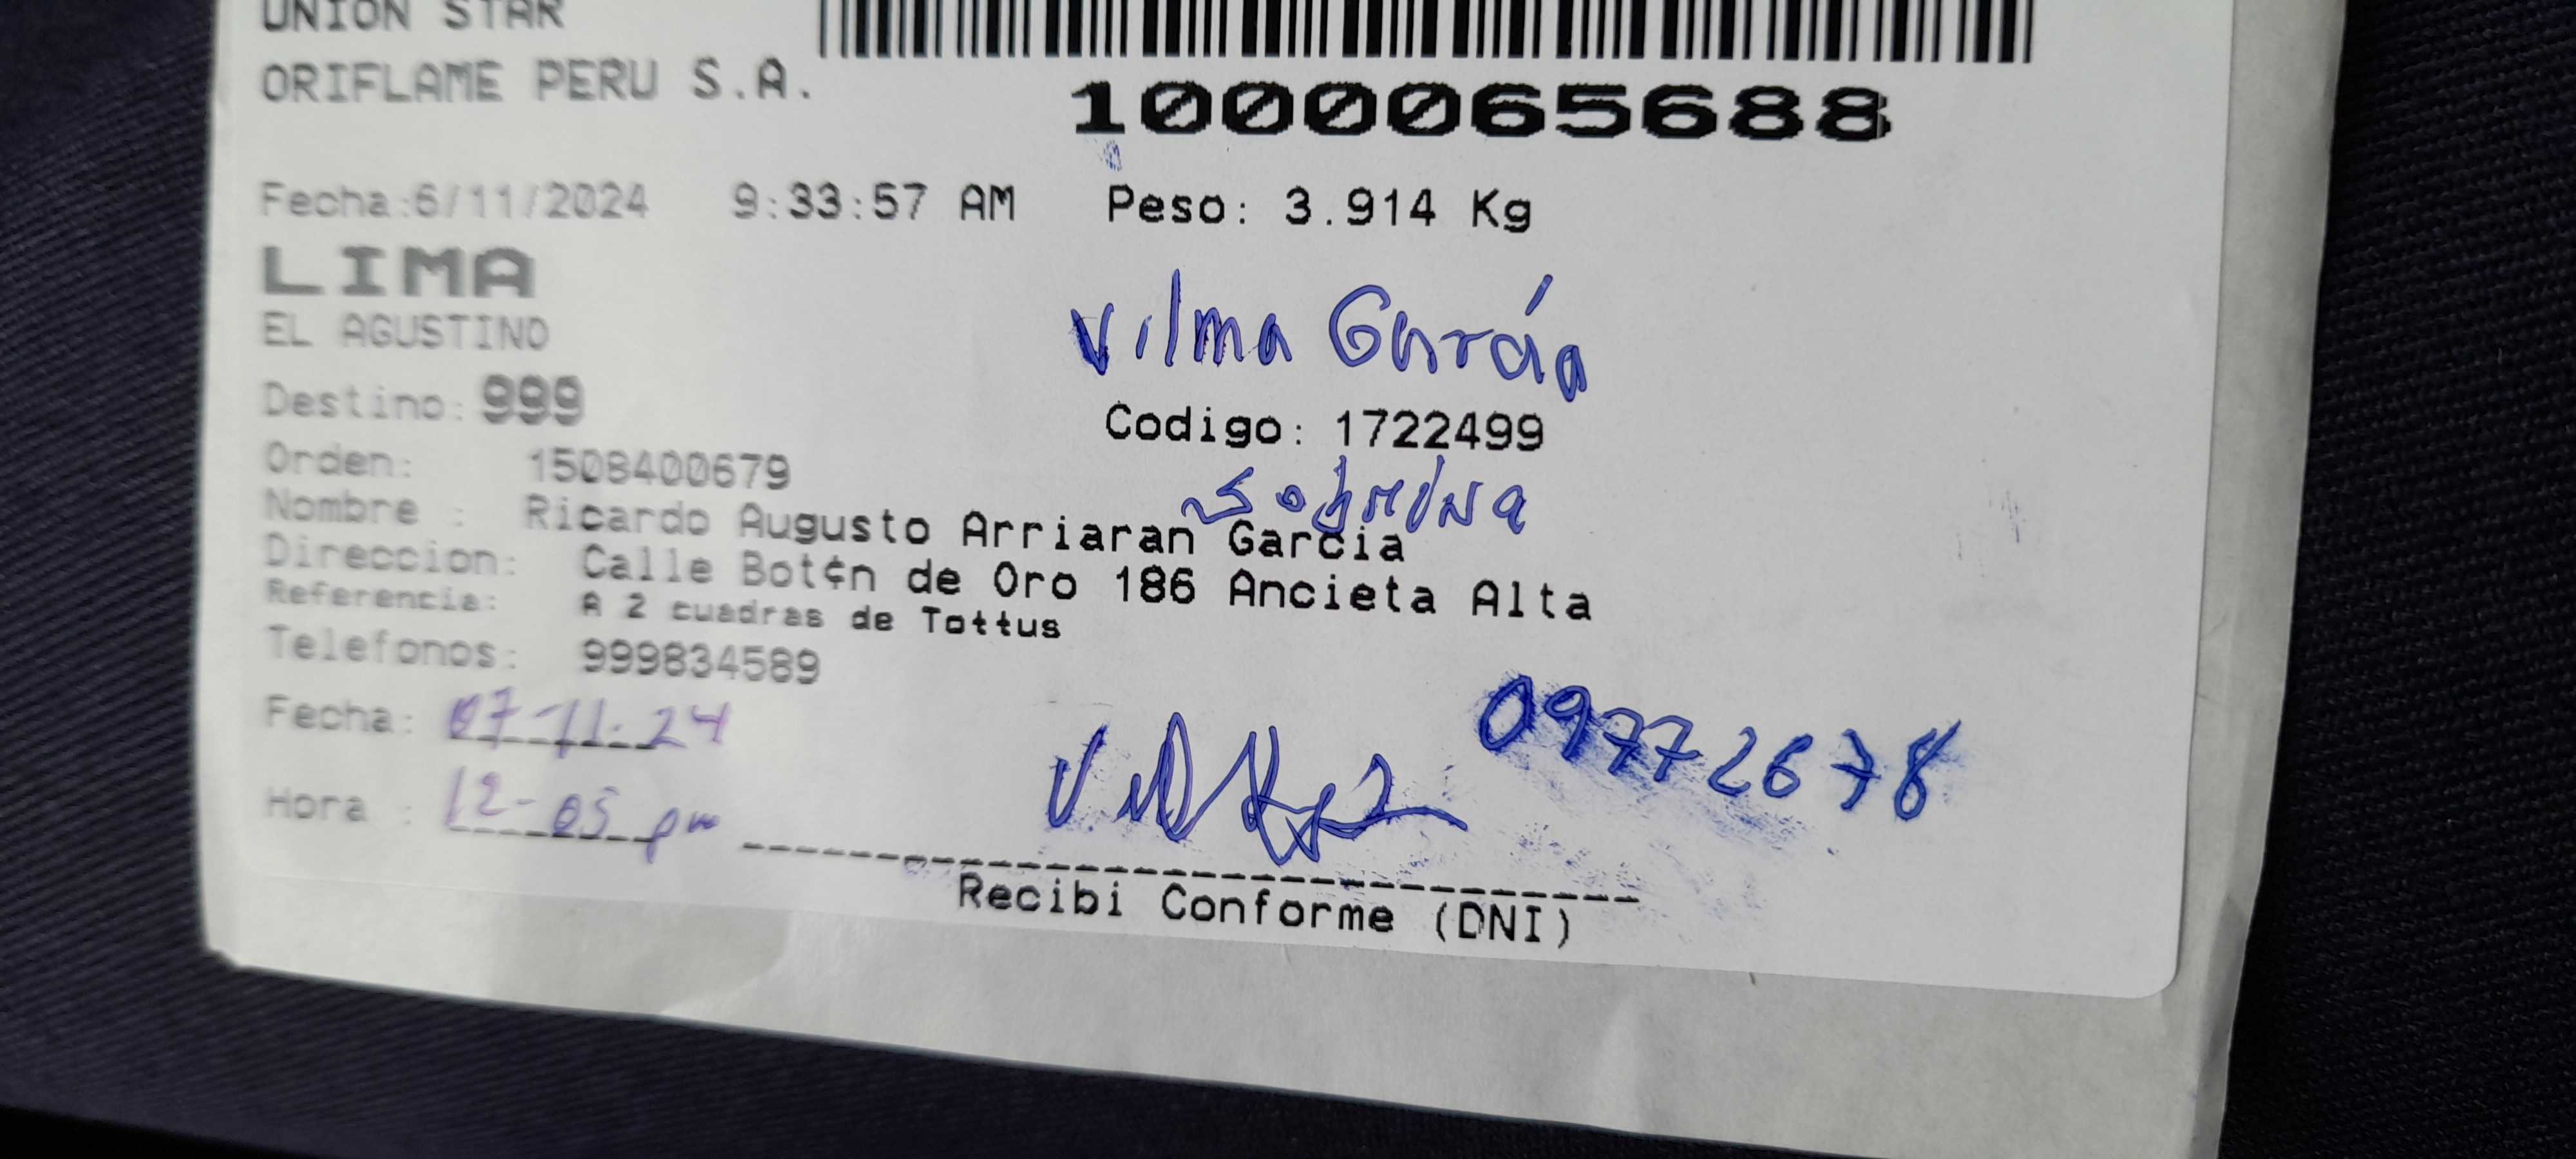 UNION STAR
ORIFLAME PERU S.A.
1000065688
Fecha:6/11/2024 9:33:57 AM Peso: 3.914 Kg
LIMA
EL AGUSTINO
Vilma García
Destino: 999
Codigo: 1722499
Orden: 1508400679
Sobrina
Nombre : Ricardo Augusto Arriaran Garcia
Direccion: Calle Bot¢n de Oro 186 Ancieta Alta
Referencia: A 2 cuadras de Tottus
Telefonos: 999834589
Fecha: 07-11-24
09772678
Hora : 12-05 pm
Recibi Conforme (DNI)